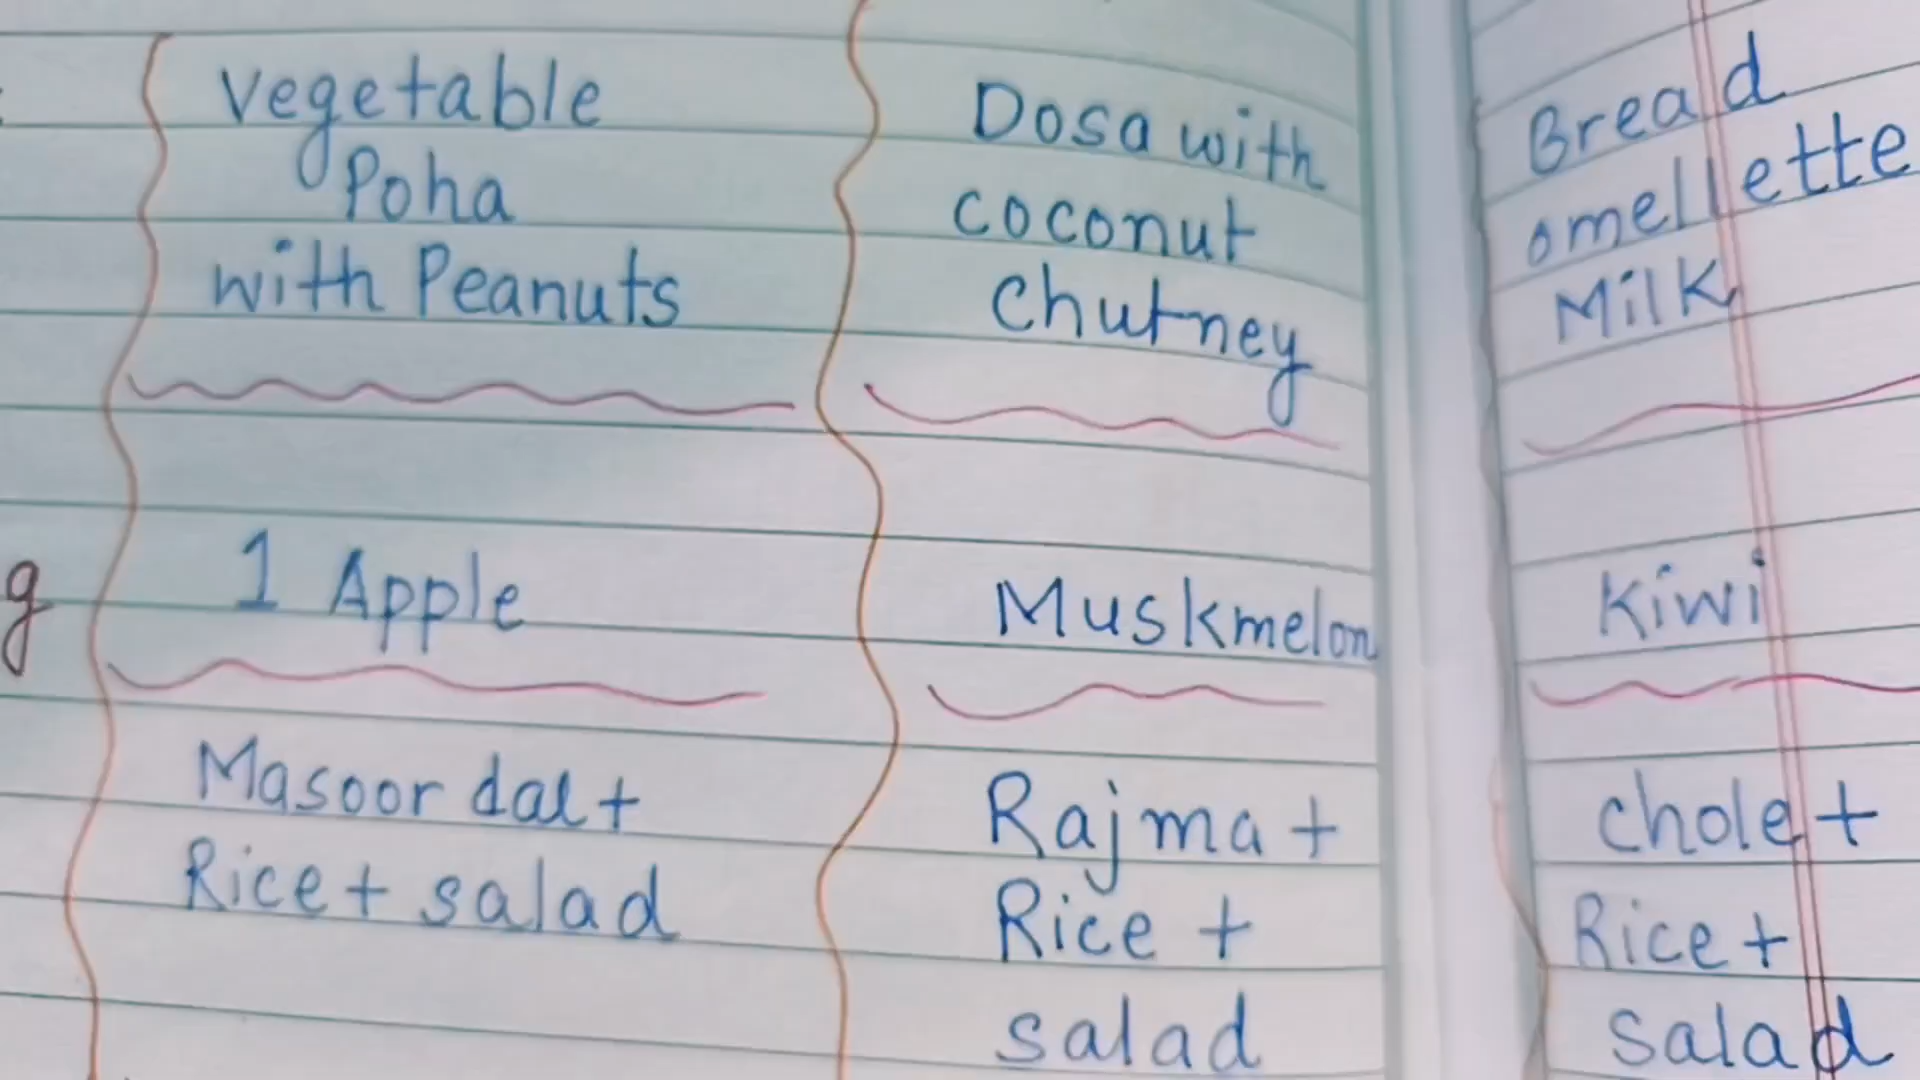 Vegetable
Poha
with Peanuts
Dosa with
coconut
chutney
Bread
omellette
Milk
g
1 Apple
Muskmelon
Kiwi
Masoor dal +
Rice + salad
Rajma +
Rice +
salad
chole +
Rice +
salad